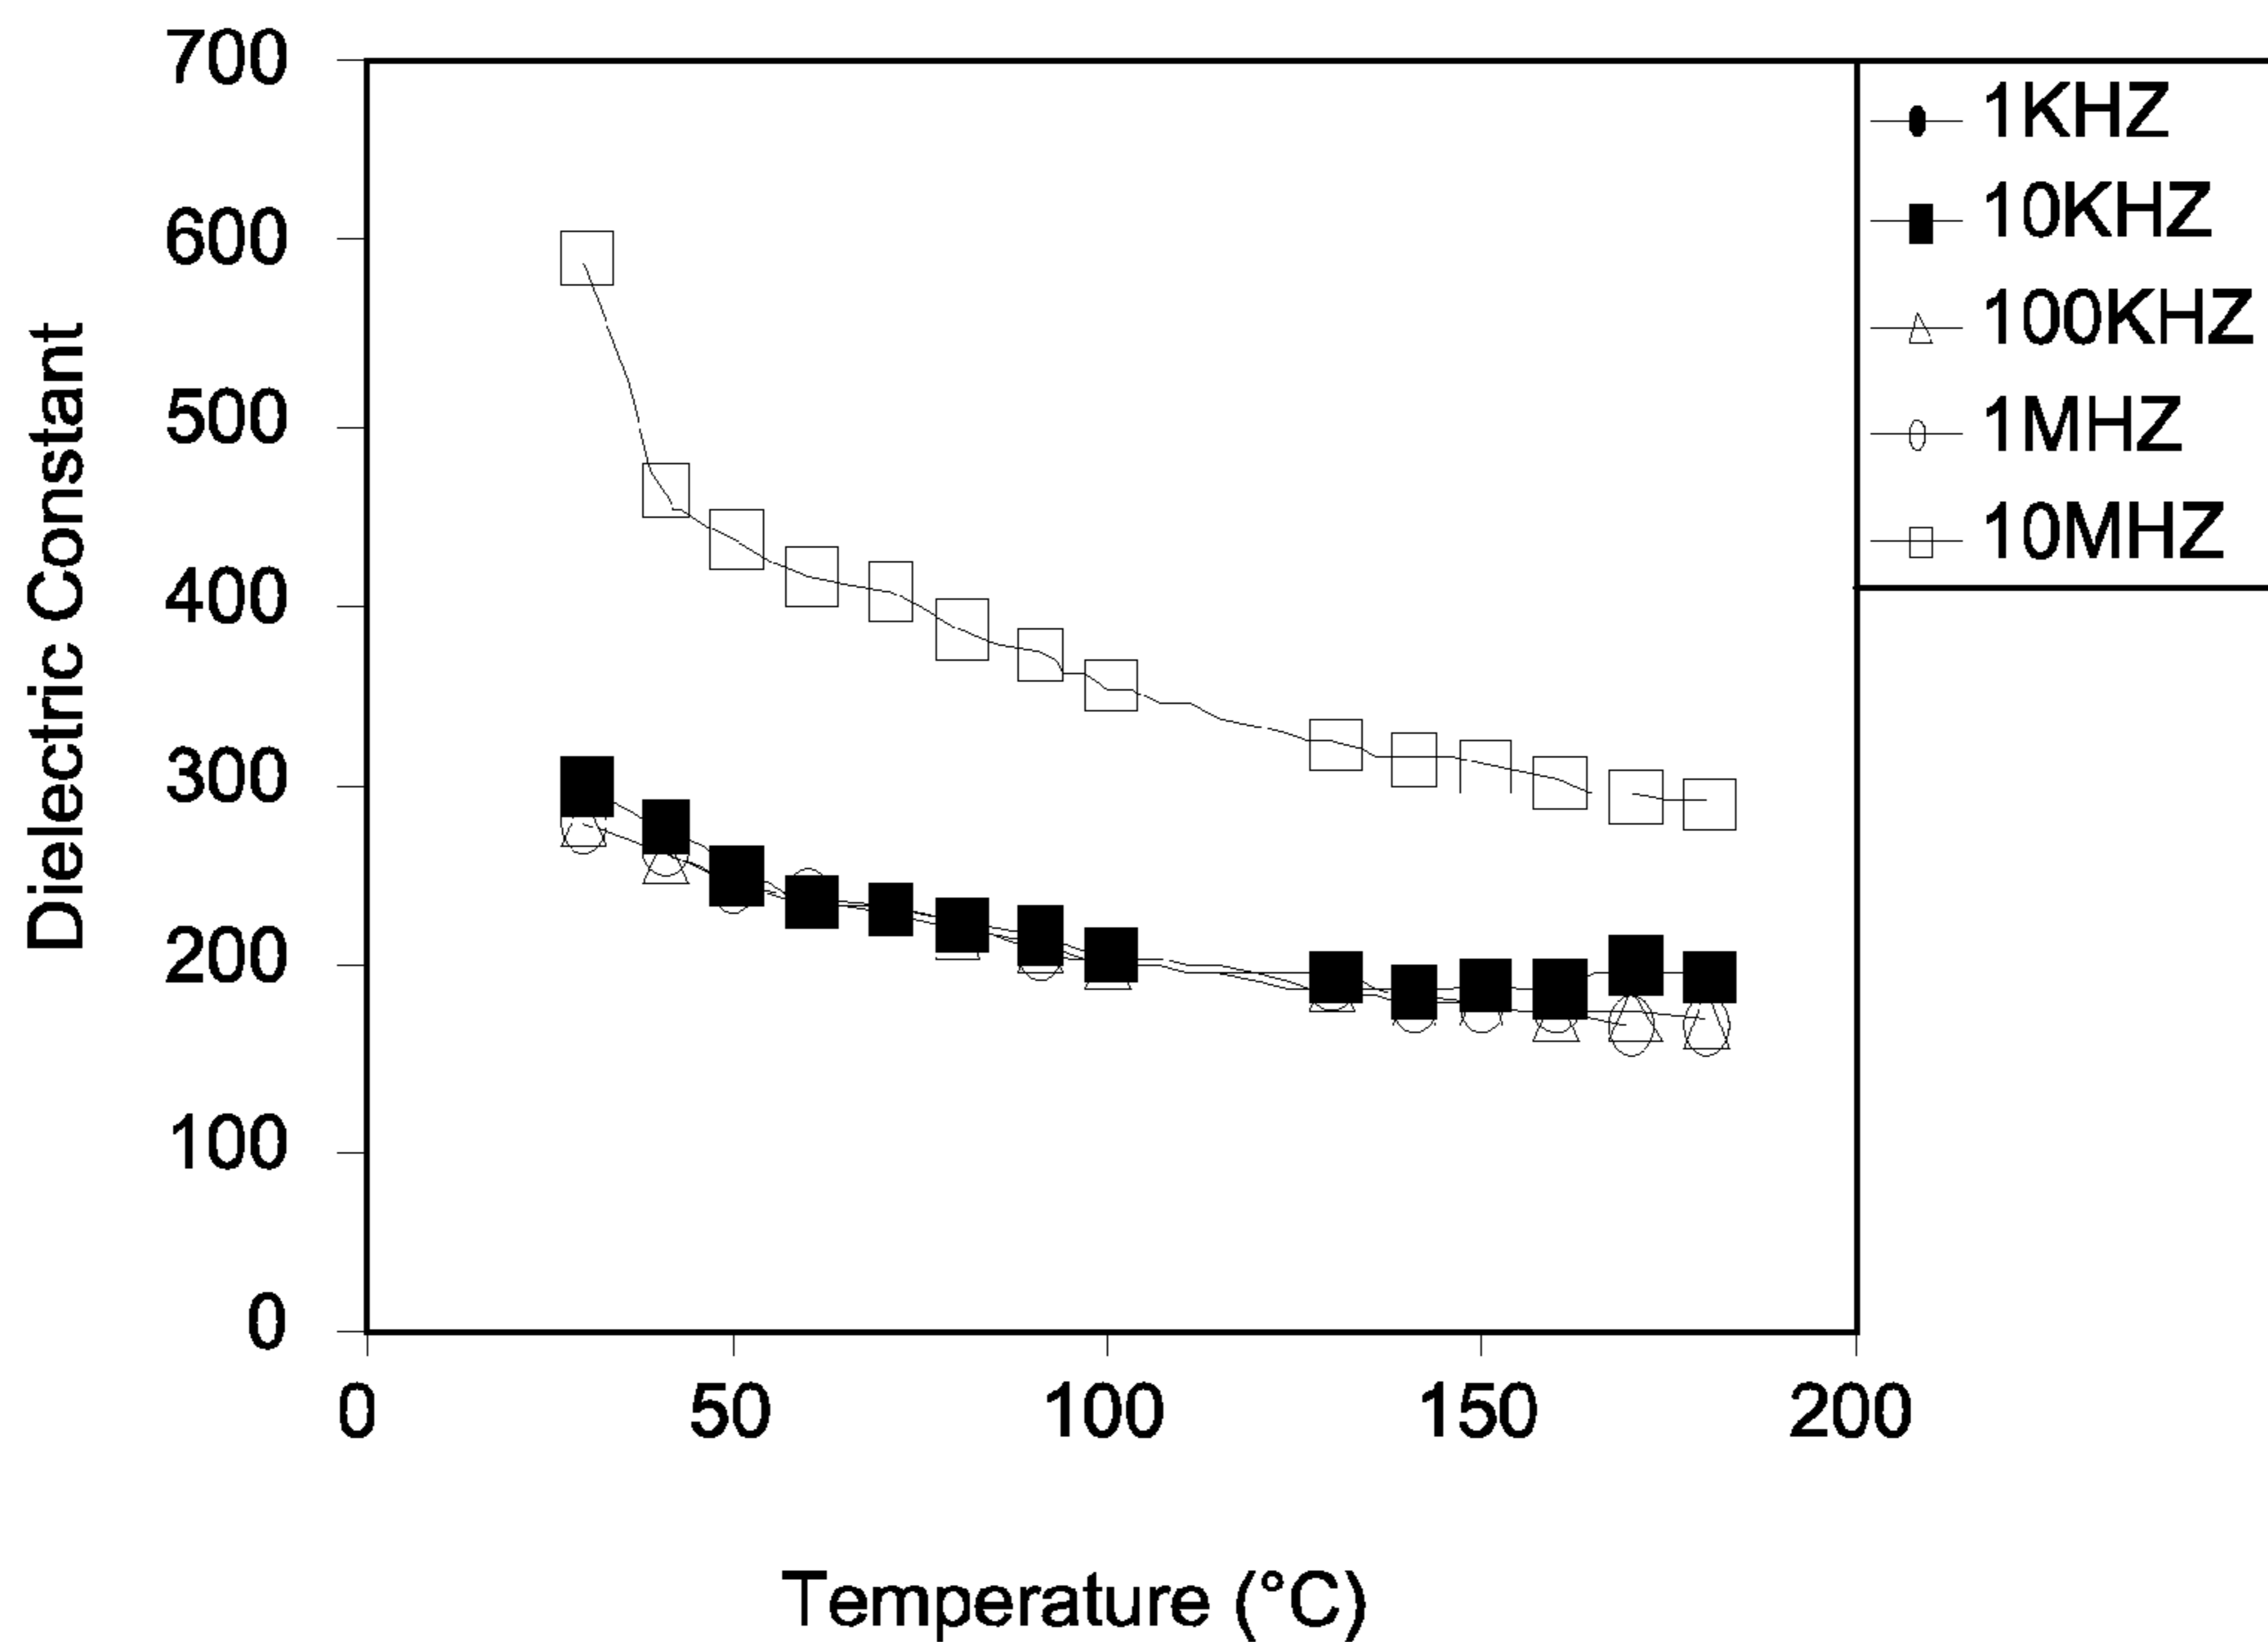 700
600
500
400
300
200
100
0
Dielectric Constant
0 50 100 150 200
Temperature (°C)
1KHZ
10KHZ
100KHZ
1MHZ
10MHZ